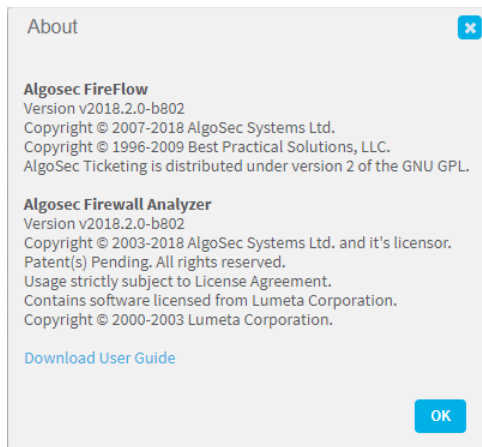 About
Algosec FireFlow
Version v2018.2.0-b802
Copyright © 2007-2018 AlgoSec Systems Ltd.
Copyright © 1996-2009 Best Practical Solutions, LLC.
AlgoSec Ticketing is distributed under version 2 of the GNU GPL.
Algosec Firewall Analyzer
Version v2018.2.0-b802
Copyright © 2003-2018 AlgoSec Systems Ltd. and it's licensor.
Patent(s) Pending. All rights reserved.
Usage strictly subject to License Agreement.
Contains software licensed from Lumeta Corporation.
Copyright © 2000-2003 Lumeta Corporation.
Download User Guide
OK